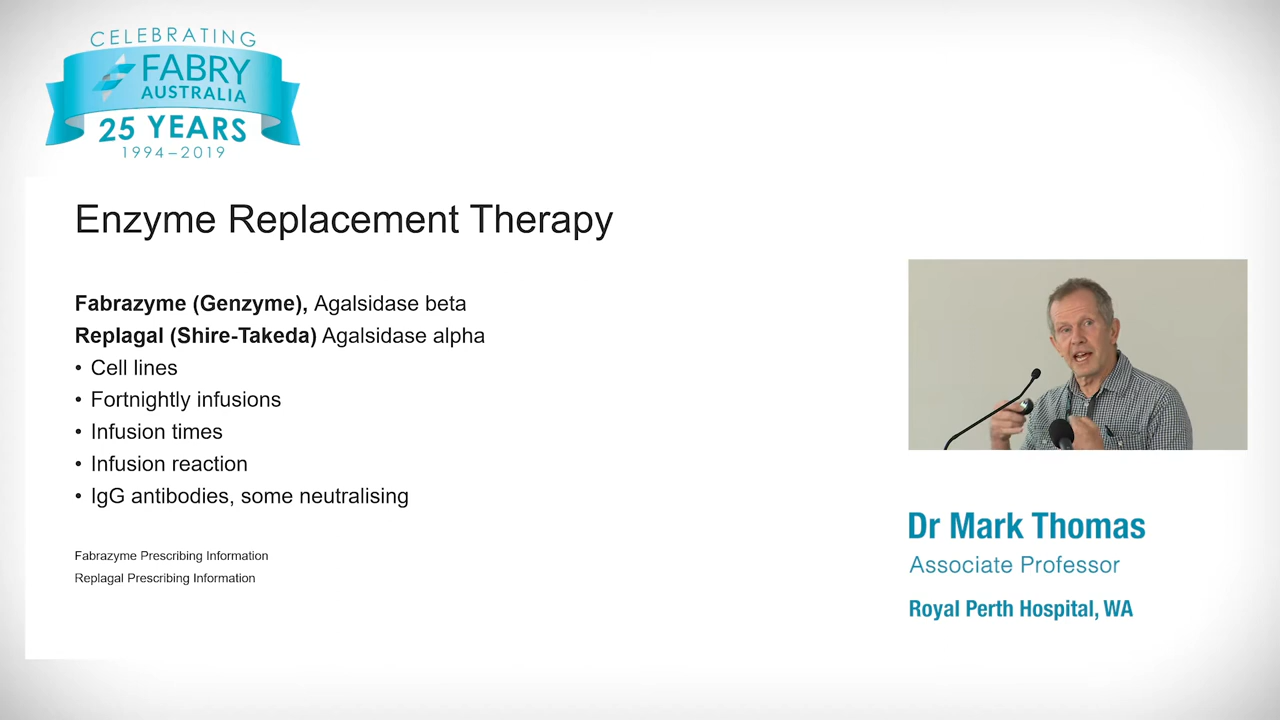 CELEBRATING
FABRY
AUSTRALIA
25 YEARS
1994–2019
Enzyme Replacement Therapy
Fabrazyme (Genzyme), Agalsidase beta
Replagal (Shire-Takeda) Agalsidase alpha
• Cell lines
• Fortnightly infusions
• Infusion times
• Infusion reaction
• IgG antibodies, some neutralising
Fabrazyme Prescribing Information
Replagal Prescribing Information
Dr Mark Thomas
Associate Professor
Royal Perth Hospital, WA